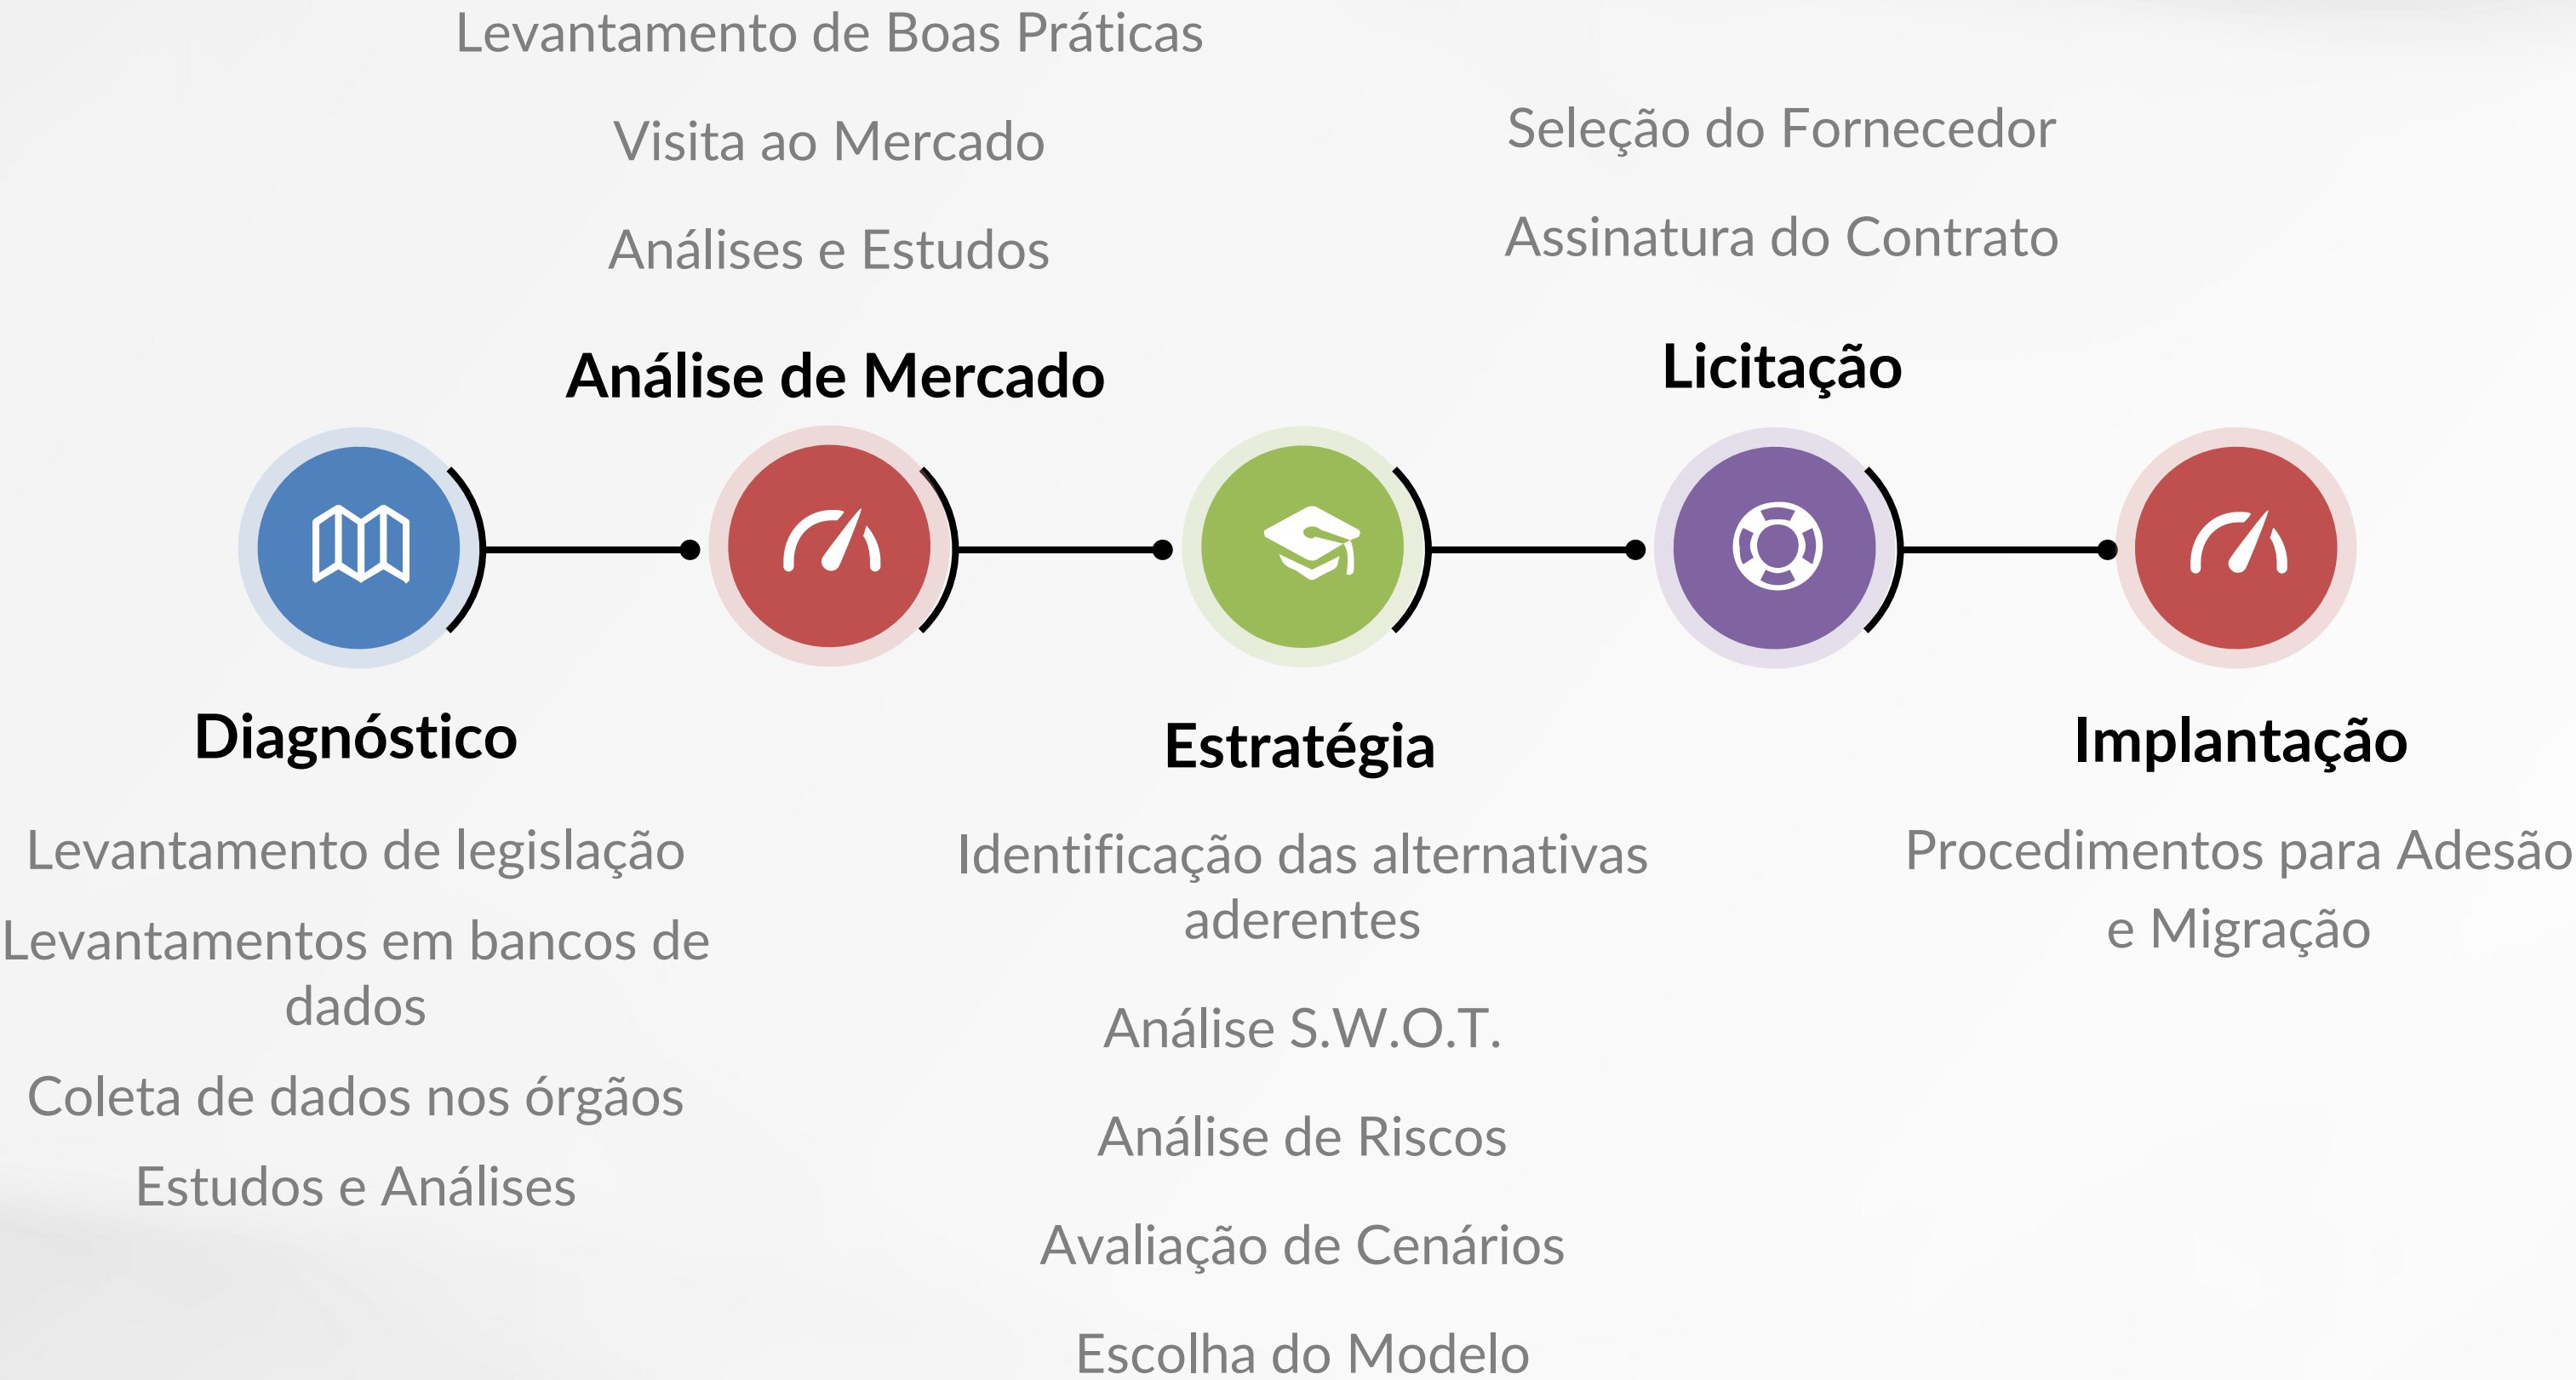 Levantamento de Boas Práticas
Visita ao Mercado
Análises e Estudos
Análise de Mercado
Seleção do Fornecedor
Assinatura do Contrato
Licitação
Diagnóstico
Levantamento de legislação
Levantamentos em bancos de
dados
Coleta de dados nos órgãos
Estudos e Análises
Estratégia
Identificação das alternativas
aderentes
Análise S.W.O.T.
Análise de Riscos
Avaliação de Cenários
Escolha do Modelo
Implantação
Procedimentos para Adesão
e Migração